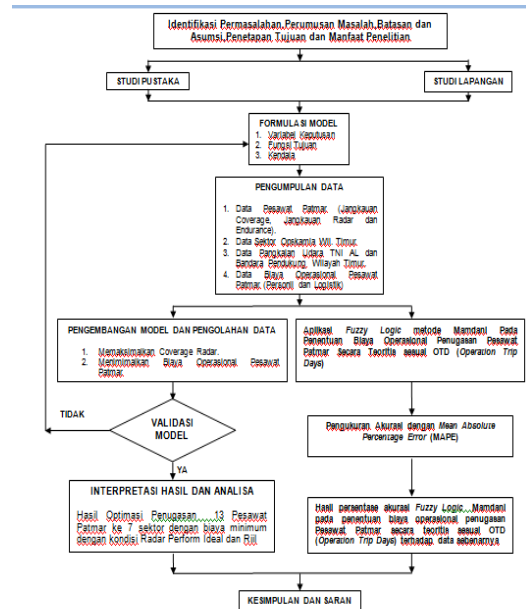 Identifikasi Permasalahan,Perumusan Masalah,Batasan dan
Asumsi,Penetapan Tujuan dan Manfaat Penelitian
STUDI PUSTAKA
STUDI LAPANGAN
FORMULASI MODEL
1. Variabel Keputusan
2. Fungsi Tujuan
3. Kendala
PENGUMPULAN DATA
1. Data Pesawat Patmar (Jangkauan
Coverage, Jangkauan Radar dan
Endurance).
2. Data Sektor Opskamla Wil. Timur.
3. Data Pangkalan Udara TNI AL dan
Bandara Pendukung Wilayah Timur.
4. Data Biaya Operasional Pesawat
Patmar (Personil dan Logistik)
PENGEMBANGAN MODEL DAN PENGOLAHAN DATA
1. Memaksimalkan Coverage Radar.
2. Meminimalkan Biaya Operasional Pesawat
Patmar.
Aplikasi Fuzzy Logic metode Mamdani Pada
Penentuan Biaya Operasional Penugasan Pesawat
Patmar Secara Teoritis sesuai OTD (Operation Trip
Days)
TIDAK
VALIDASI
MODEL
YA
Pengukuran Akurasi dengan Mean Absolute
Percentage Error (MAPE)
INTERPRETASI HASIL DAN ANALISA
Hasil Optimasi Penugasan 13 Pesawat
Patmar ke 7 sektor dengan biaya minimum
dengan kondisi Radar Perform Ideal dan Riil
Hasil persentase akurasi Fuzzy Logic Mamdani
pada penentuan biaya operasional penugasan
Pesawat Patmar secara teoritis sesuai OTD
(Operation Trip Days) terhadap data sebenarnya
KESIMPULAN DAN SARAN